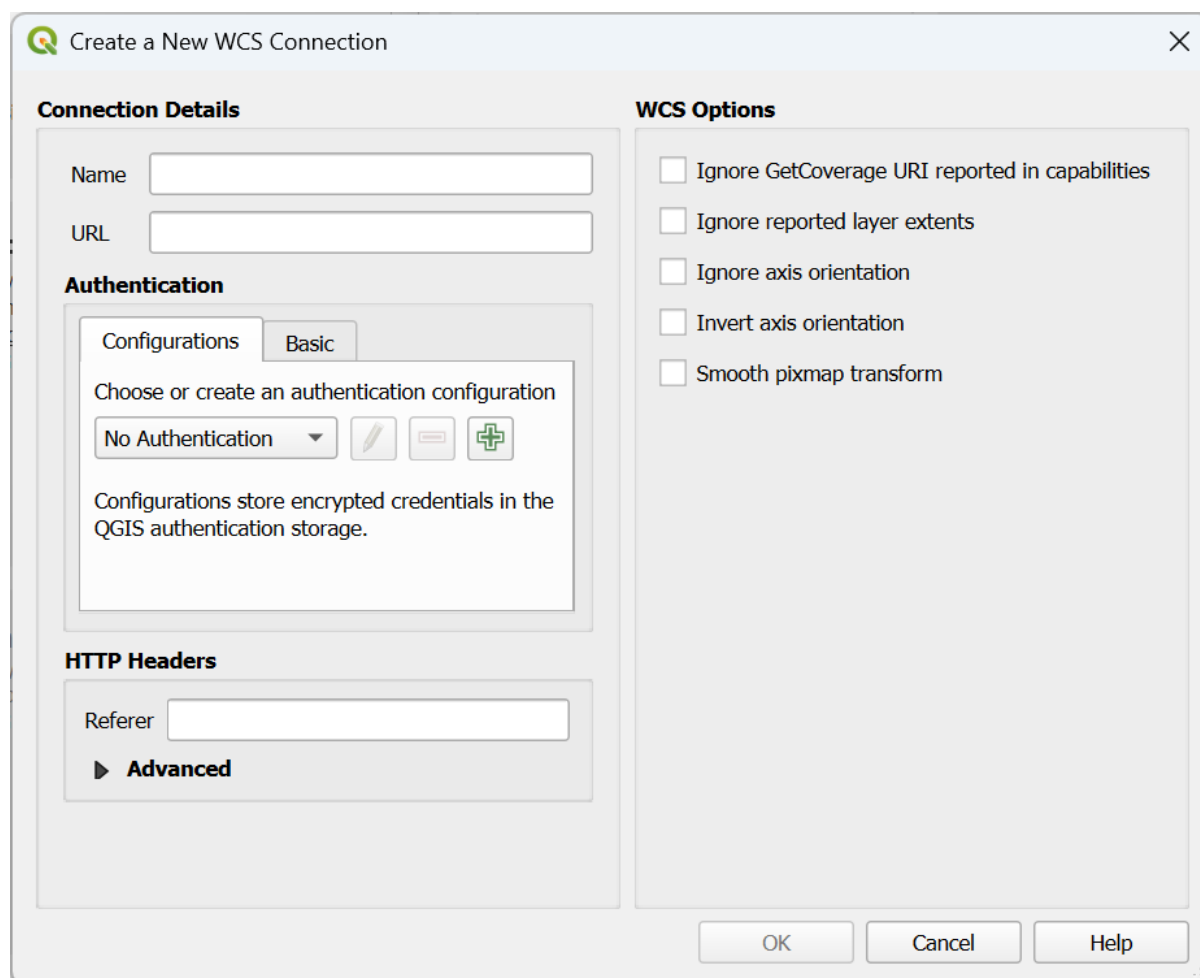 Create a New WCS Connection
Connection Details
Name
URL
Authentication
Configurations
Basic
Choose or create an authentication configuration
No Authentication
Configurations store encrypted credentials in the
QGIS authentication storage.
HTTP Headers
Referer
Advanced
WCS Options
Ignore GetCoverage URI reported in capabilities
Ignore reported layer extents
Ignore axis orientation
Invert axis orientation
Smooth pixmap transform
OK
Cancel
Help